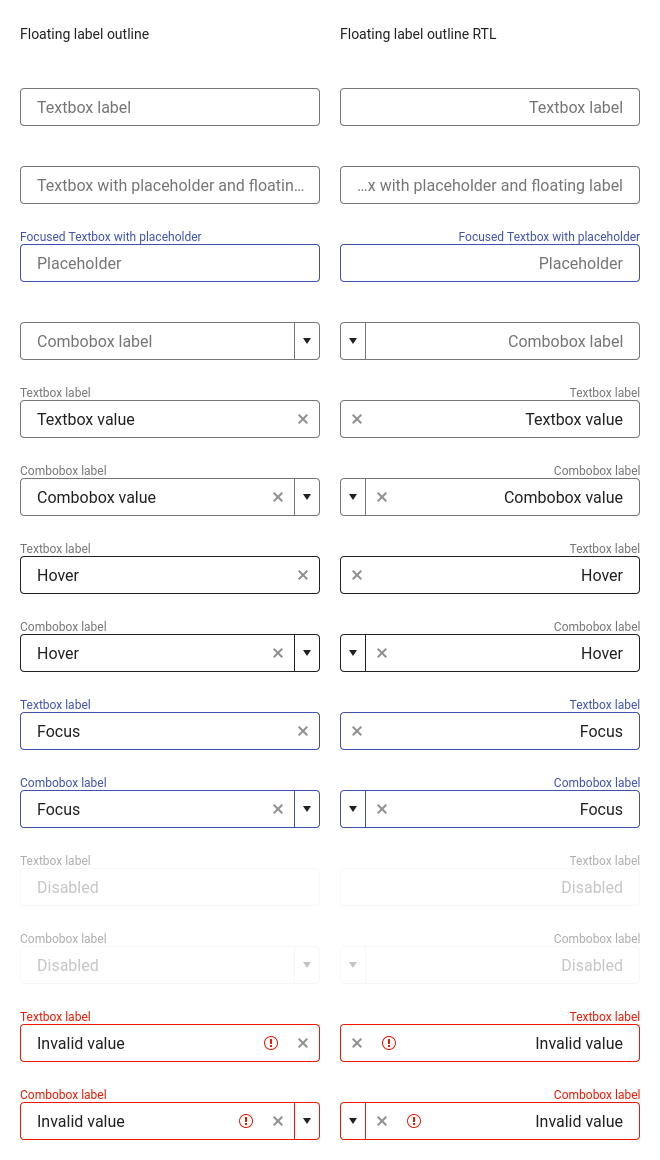 Floating label outline
Floating label outline RTL
Textbox label
Textbox label
Textbox with placeholder and floatin...
...x with placeholder and floating label
Focused Textbox with placeholder
Focused Textbox with placeholder
Placeholder
Placeholder
Combobox label
Combobox label
Textbox label
Textbox label
Textbox value
Textbox value
Combobox label
Combobox label
Combobox value
Combobox value
Textbox label
Textbox label
Hover
Hover
Combobox label
Combobox label
Hover
Hover
Textbox label
Textbox label
Focus
Focus
Combobox label
Combobox label
Focus
Focus
Textbox label
Textbox label
Disabled
Disabled
Combobox label
Combobox label
Disabled
Disabled
Textbox label
Textbox label
Invalid value
Invalid value
Combobox label
Combobox label
Invalid value
Invalid value